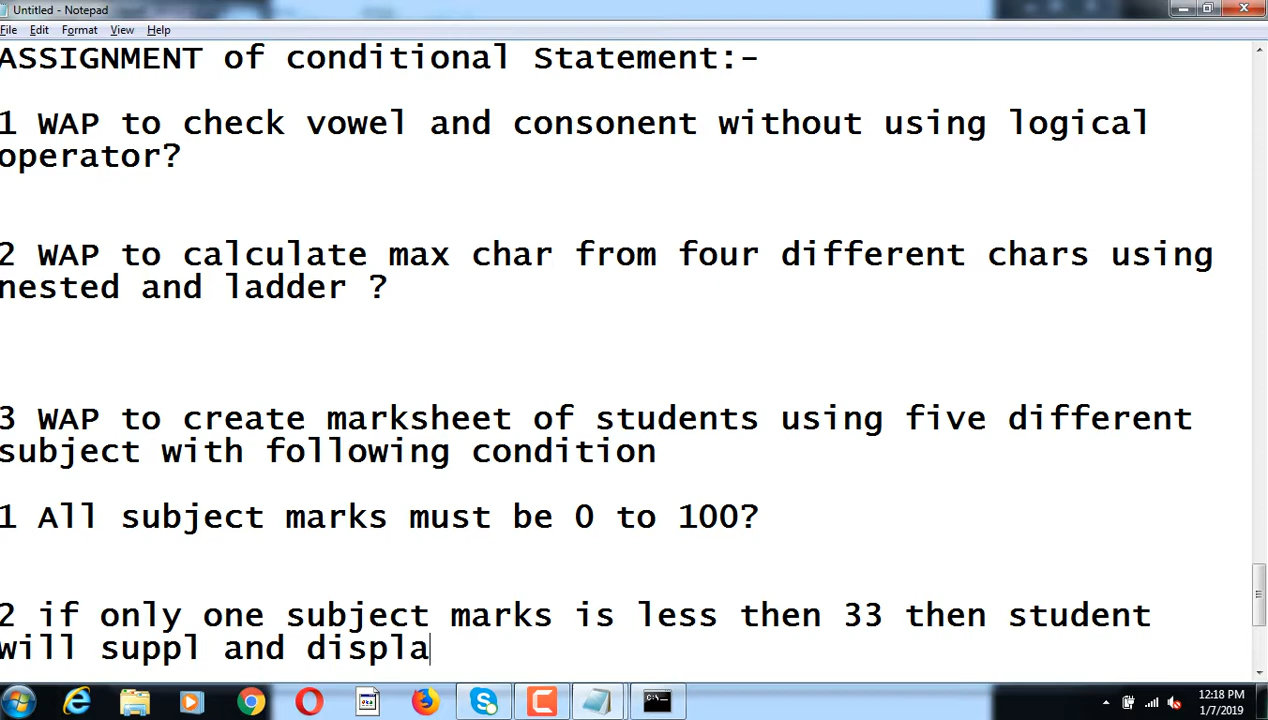 Untitled - Notepad
File Edit Format View Help
ASSIGNMENT of conditional Statement:-
1 WAP to check vowel and consonent without using logical
operator?
2 WAP to calculate max char from four different chars using
nested and ladder ?
3 WAP to create marksheet of students using five different
subject with following condition
1 All subject marks must be 0 to 100?
2 if only one subject marks is less then 33 then student
will suppl and displa
12:18 PM
1/7/2019